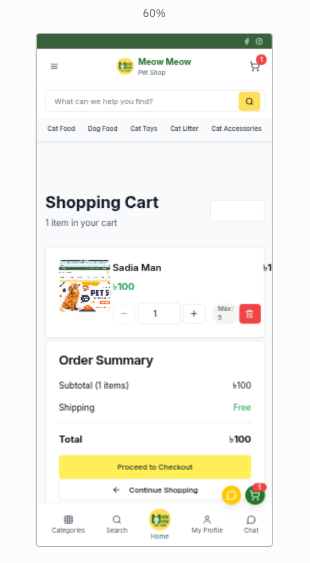 60%
Meow Meow
Pet Shop
1
What can we help you find?
Cat Food Dog Food Cat Toys Cat Litter Cat Accessories
Shopping Cart
1 item in your cart
Sadia Man
৳1
৳100
PETS
− 1 + Max: 5
Order Summary
Subtotal (1 items) ৳100
Shipping Free
Total ৳100
Proceed to Checkout
← Continue Shopping
1
Categories Search Home My Profile Chat